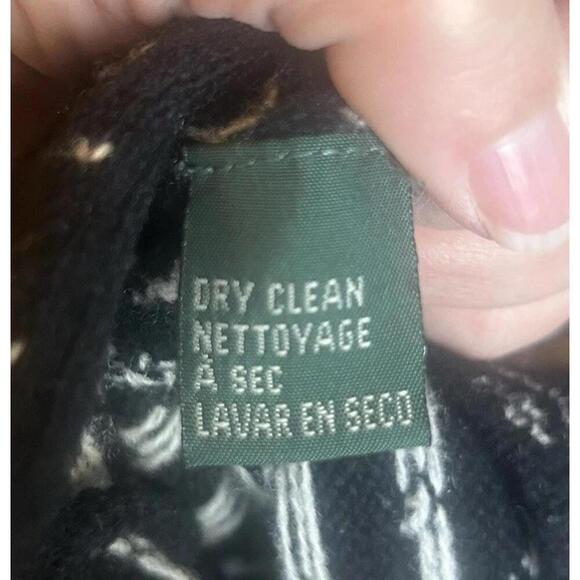 DRY CLEAN
NETTOYAGE
À SEC
LAVAR EN SECO